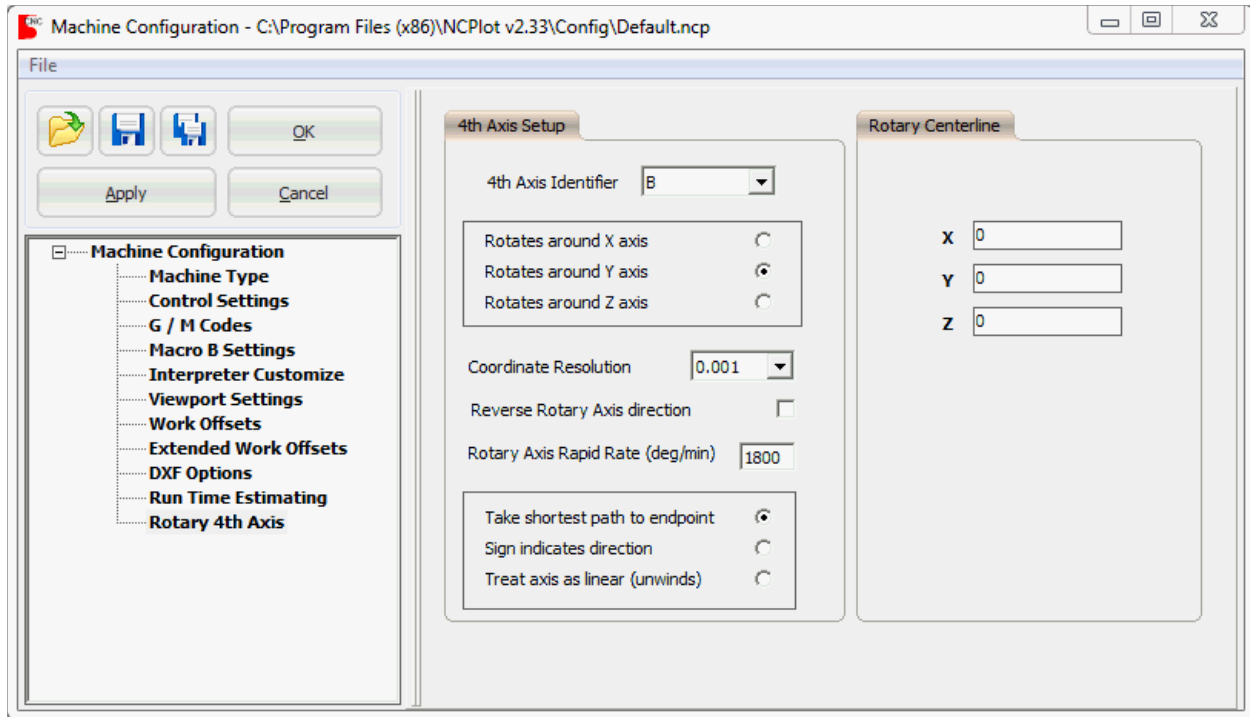 CNC
Machine Configuration - C:\Program Files (x86)\NCPlot v2.33\Config\Default.ncp
File
OK
Apply
Cancel
Machine Configuration
Machine Type
Control Settings
G / M Codes
Macro B Settings
Interpreter Customize
Viewport Settings
Work Offsets
Extended Work Offsets
DXF Options
Run Time Estimating
Rotary 4th Axis
4th Axis Setup
4th Axis Identifier B
Rotates around X axis
Rotates around Y axis
Rotates around Z axis
Coordinate Resolution 0.001
Reverse Rotary Axis direction
Rotary Axis Rapid Rate (deg/min) 1800
Take shortest path to endpoint
Sign indicates direction
Treat axis as linear (unwinds)
Rotary Centerline
X 0
Y 0
Z 0